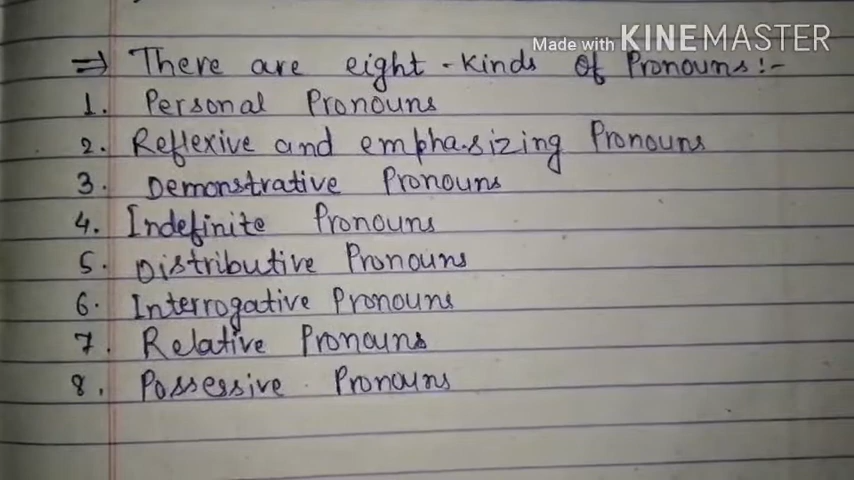 Made with KINEMASTER
⇒ There are eight - kinds of Pronouns :-
1. Personal Pronouns
2. Reflexive and emphasizing Pronouns
3. Demonstrative Pronouns
4. Indefinite Pronouns
5. Distributive Pronouns
6. Interrogative Pronouns
7. Relative Pronouns
8. Possessive Pronouns